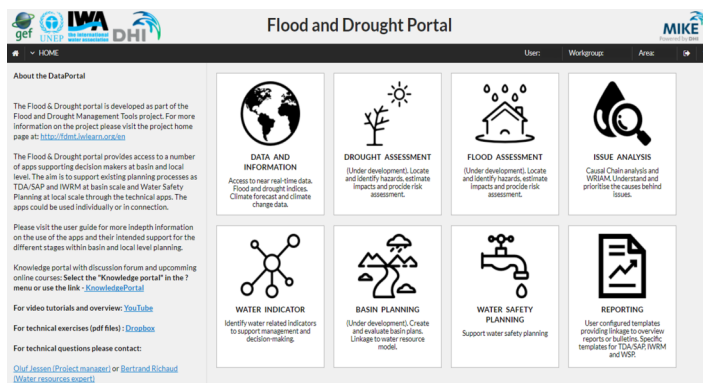 gef
UNEP
IWA
the international
water association
DHI
Flood and Drought Portal
MIKE
Powered by DHI
HOME
User:
Workgroup:
Area:
About the DataPortal
The Flood & Drought portal is developed as part of the
Flood and Drought Management Tools project. For more
information on the project please visit the project home
page at: http://fdmt.iwlearn.org/en
The Flood & Drought portal provides access to a number
of apps supporting decision makers at basin and local
level. The aim is to support existing planning processes as
TDA/SAP and IWRM at basin scale and Water Safety
Planning at local scale through the technical apps. The
apps could be used individually or in connection.
Please visit the user guide for more indepth information
on the use of the apps and their intended support for the
different stages within basin and local level planning.
Knowledge portal with discussion forum and upcomming
online courses: Select the "Knowledge portal" in the ?
menu or use the link - KnowledgePortal
For video tutorials and overview: YouTube
For technical exercises (pdf files) : Dropbox
For technical questions please contact:
Oluf Jessen (Project manager) or Bertrand Richaud
(Water resources expert)
DATA AND
INFORMATION
Access to near real-time data.
Flood and drought indices.
Climate forecast and climate
change data.
DROUGHT ASSESSMENT
(Under development). Locate
and identify hazards, estimate
impacts and procide risk
assessment.
FLOOD ASSESSMENT
(Under development). Locate
and identify hazards, estimate
impacts and procide risk
assessment.
ISSUE ANALYSIS
Causal Chain analysis and
WRIAM. Understand and
prioritise the causes behind
issues.
WATER INDICATOR
Identify water related indicators
to support management and
decision-making.
BASIN PLANNING
(Under development). Create
and evaluate basin plans.
Linkage to water resource
model.
WATER SAFETY
PLANNING
Support water safety planning
REPORTING
User configured templates
providing linkage to overview
reports or bulletins. Specific
templates for TDA/SAP, IWRM
and WSP.